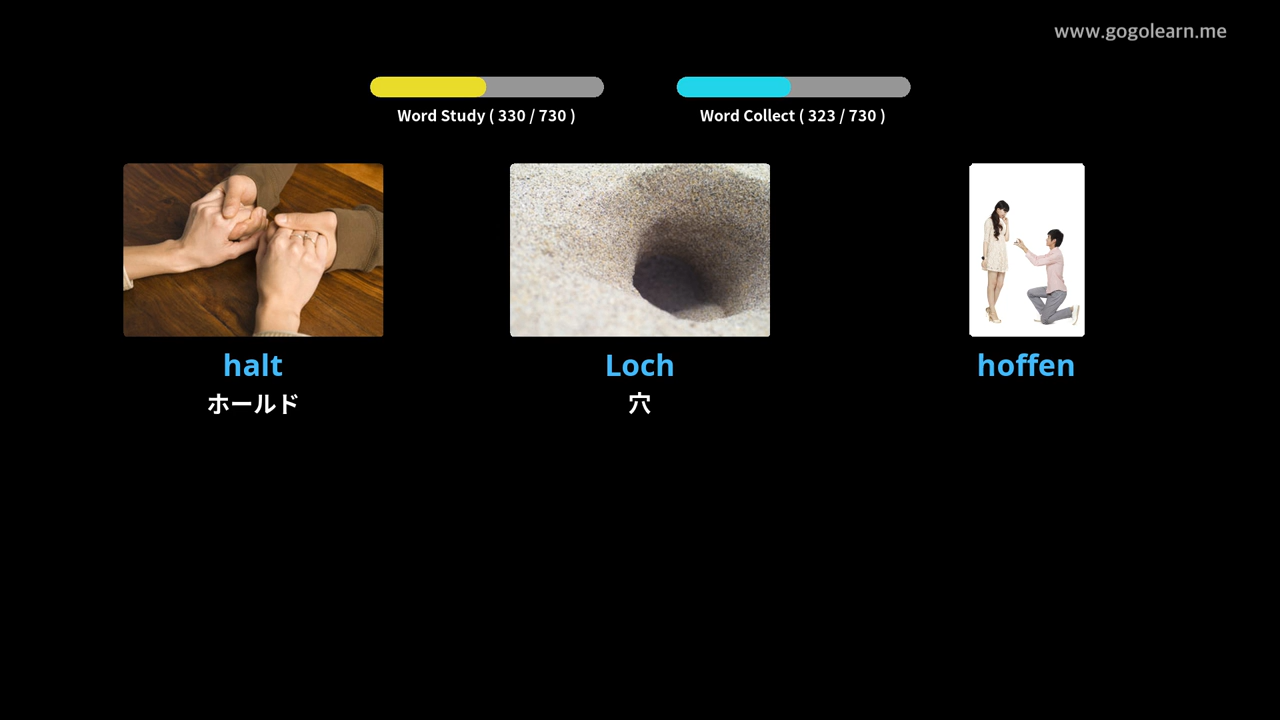 www.gogolearn.me
Word Study ( 330 / 730 )
Word Collect ( 323 / 730 )
halt
Loch
hoffen
ホールド
穴